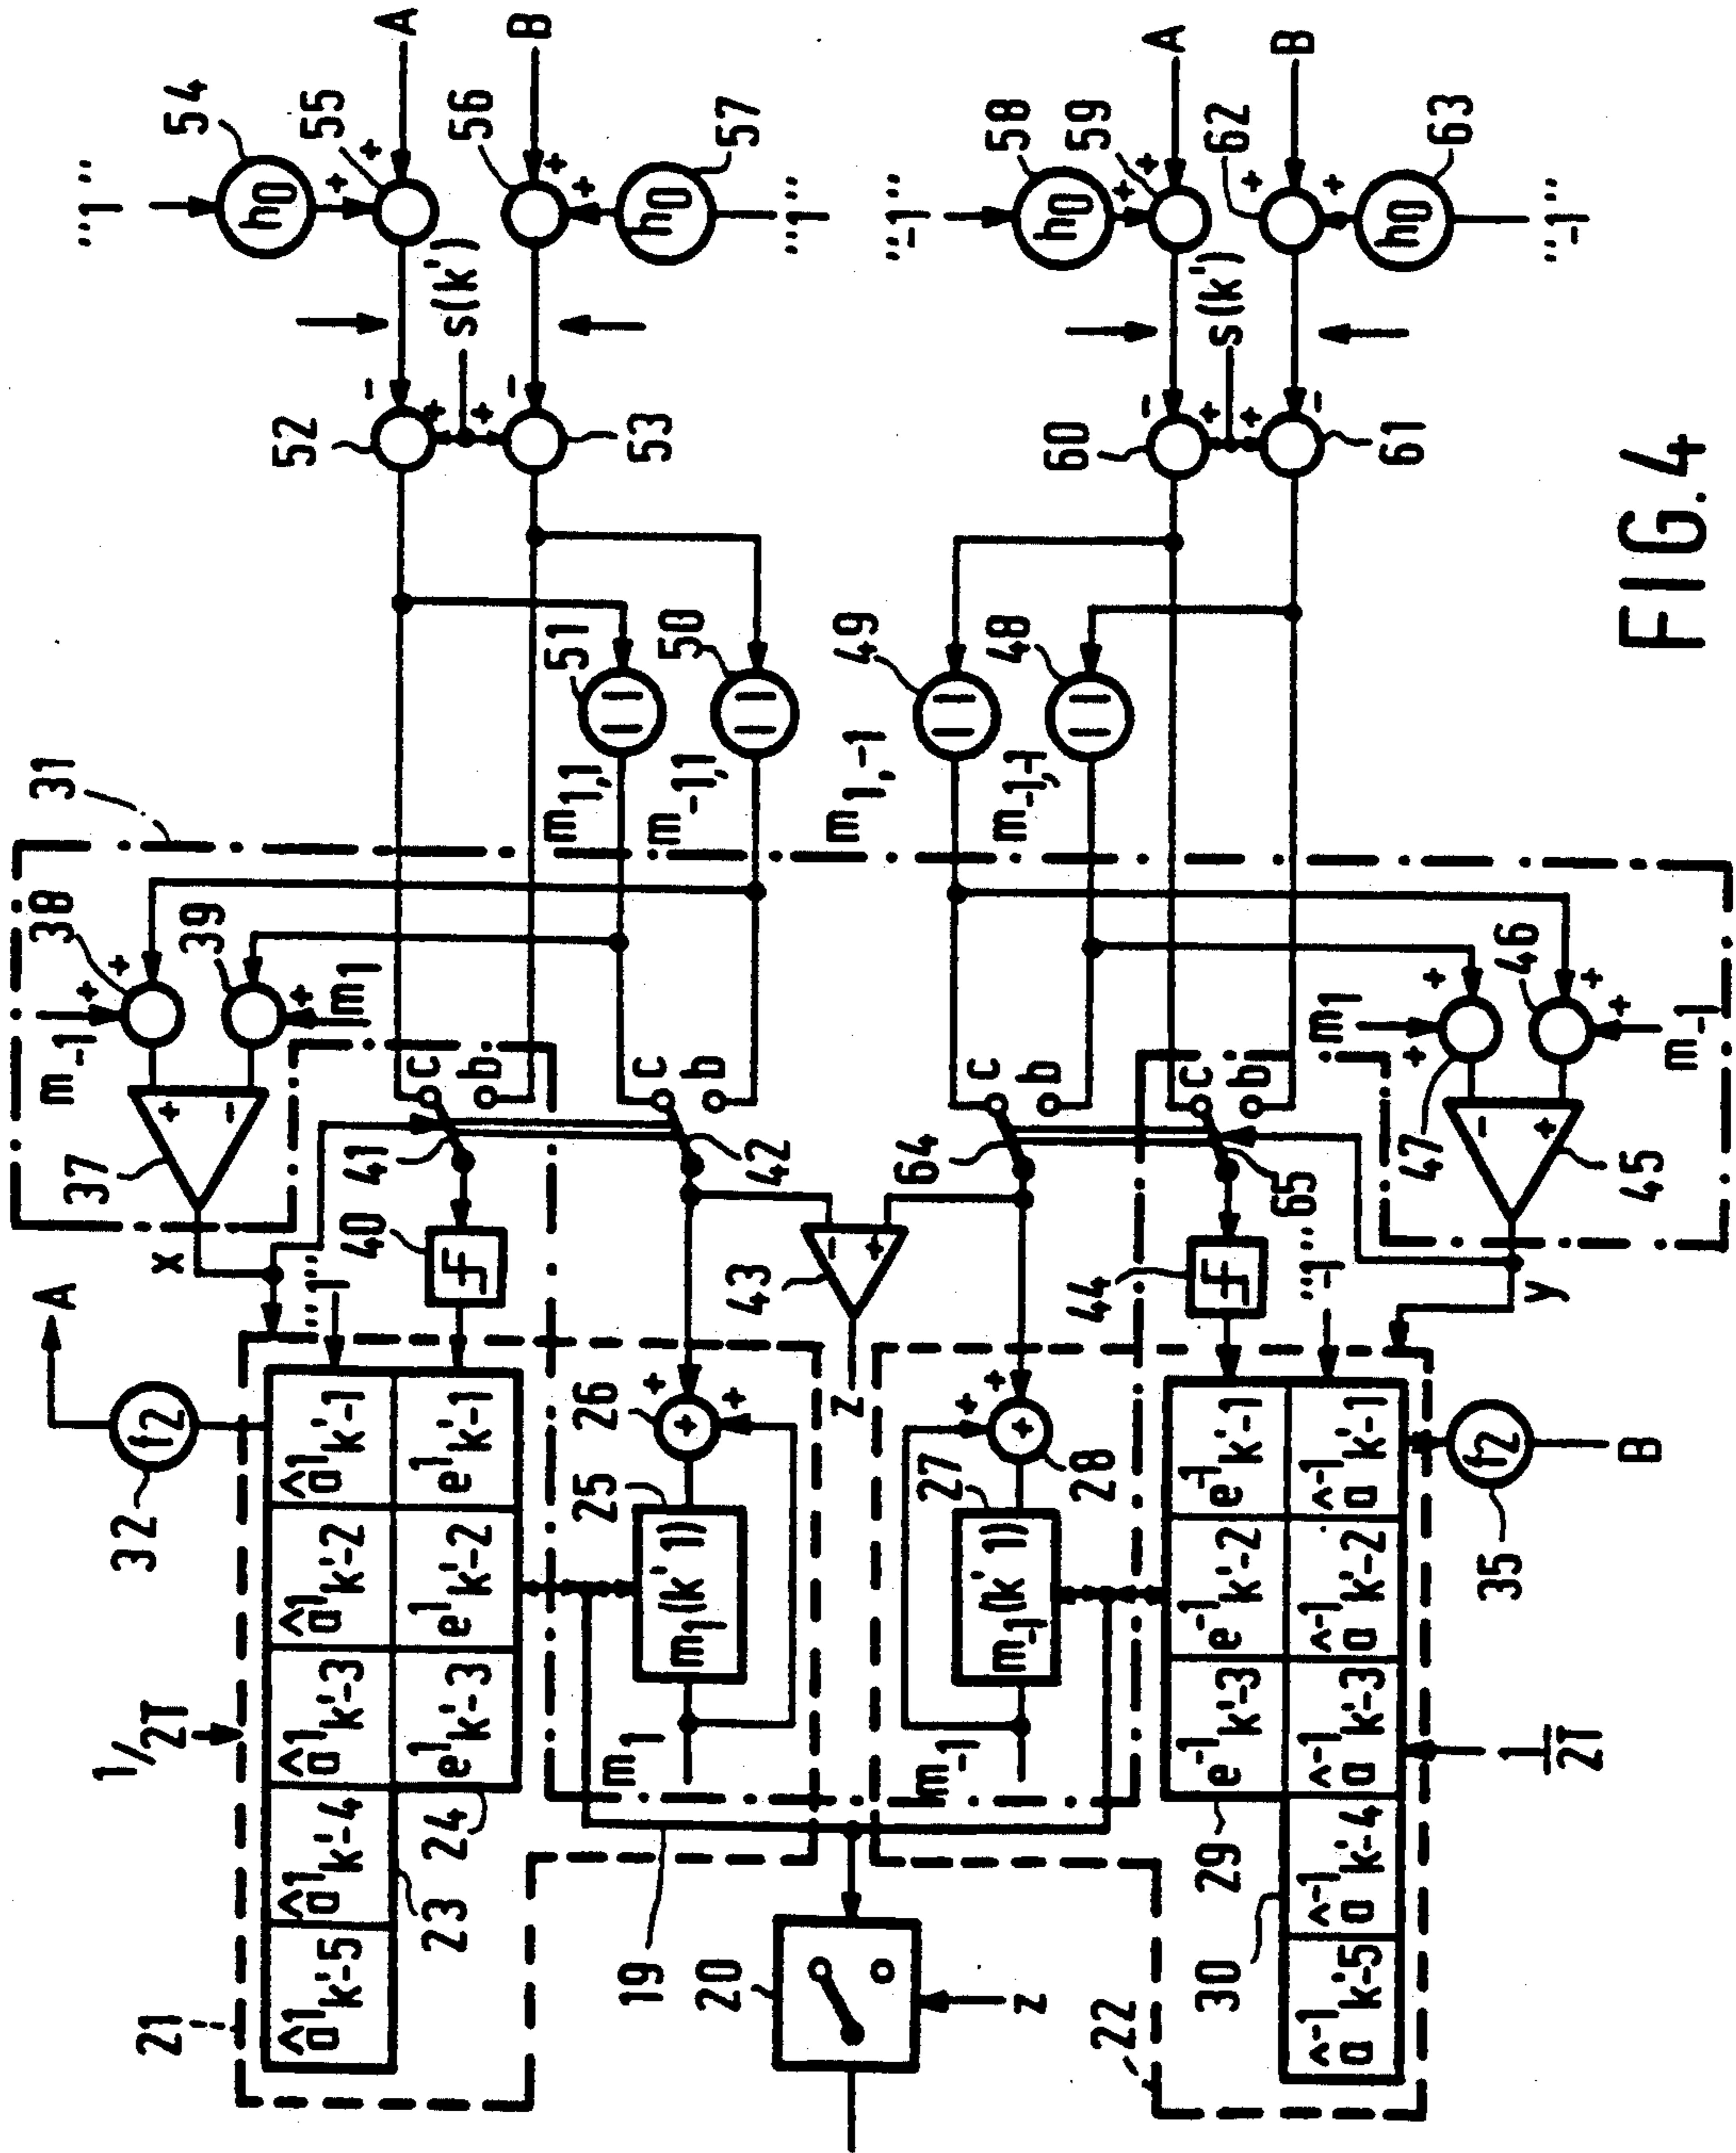 A
32
f2
1/2T
21
â¹k'-5
â¹k'-4
â¹k'-3
â¹k'-2
â¹k'-1
23
24
e¹k'-3
e¹k'-2
e¹k'-1
"1"
x
37
+
-
m-1
+
+
38
39
+
m1
31
40
41
c
b
42
c
b
m1,1
51
| |
m-1,1
50
| |
52
-
+
s(k')
+
-
53
"1"
54
h0
+
55
+
A
56
B
+
+
h0
57
"1"
m1
25
m1(k'1)
26
+
+
+
43
-
+
z
m-1
27
m-1(k'1)
28
+
+
+
64
c
b
65
c
b
m1,-1
49
| |
m-1,-1
48
| |
60
-
+
s(k')
+
-
61
"-1"
58
h0
+
59
+
A
62
B
+
+
h0
63
"-1"
19
20
z
22
29
e⁻¹k'-3
e⁻¹k'-2
e⁻¹k'-1
30
â⁻¹k'-5
â⁻¹k'-4
â⁻¹k'-3
â⁻¹k'-2
â⁻¹k'-1
1/2T
35
f2
B
44
"-1"
y
45
-
+
47
m1
+
+
46
+
+
m-1
FIG.4